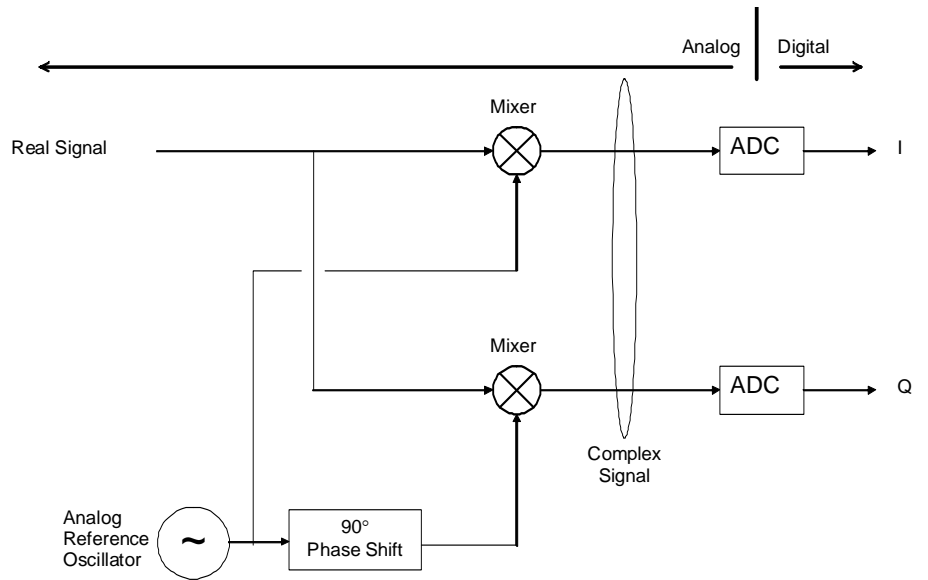 Analog Digital
Mixer
Real Signal
ADC
I
Mixer
ADC
Q
Complex
Signal
Analog
Reference
Oscillator
~
90°
Phase Shift